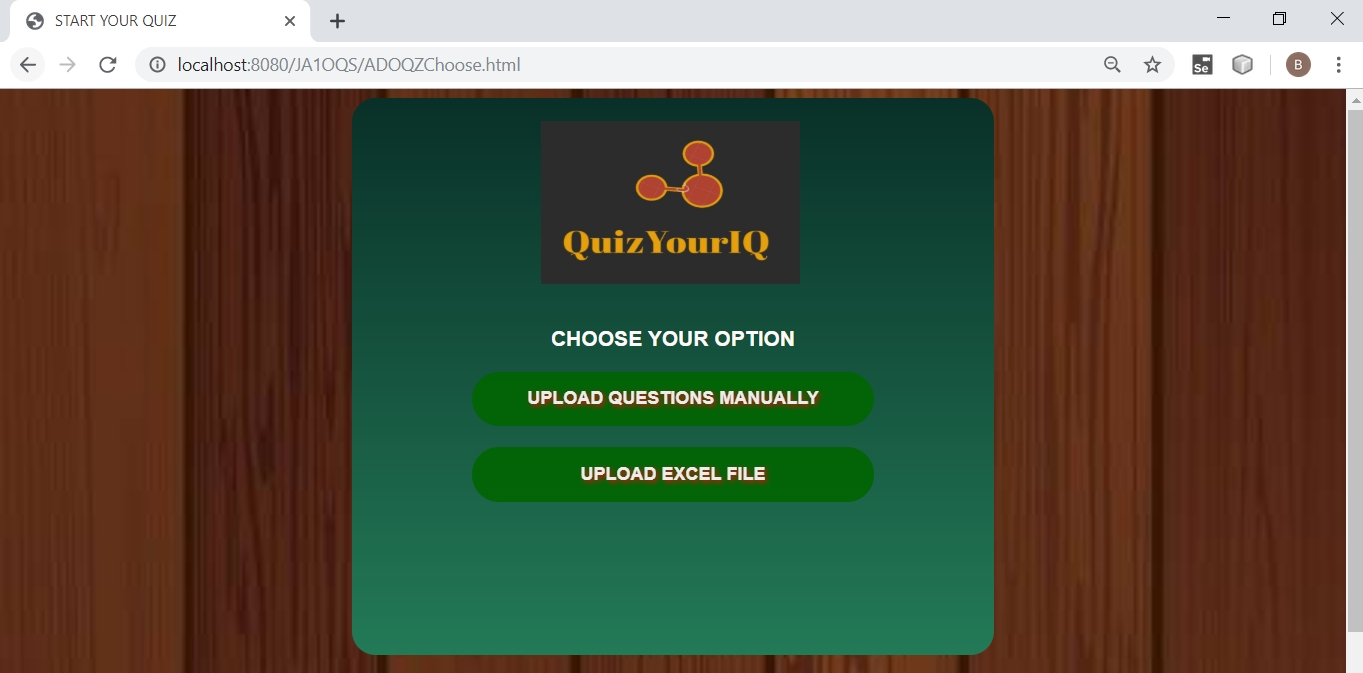 START YOUR QUIZ
localhost:8080/JA1OQS/ADOQZChoose.html
Se
B
QuizYourIQ
CHOOSE YOUR OPTION
UPLOAD QUESTIONS MANUALLY
UPLOAD EXCEL FILE